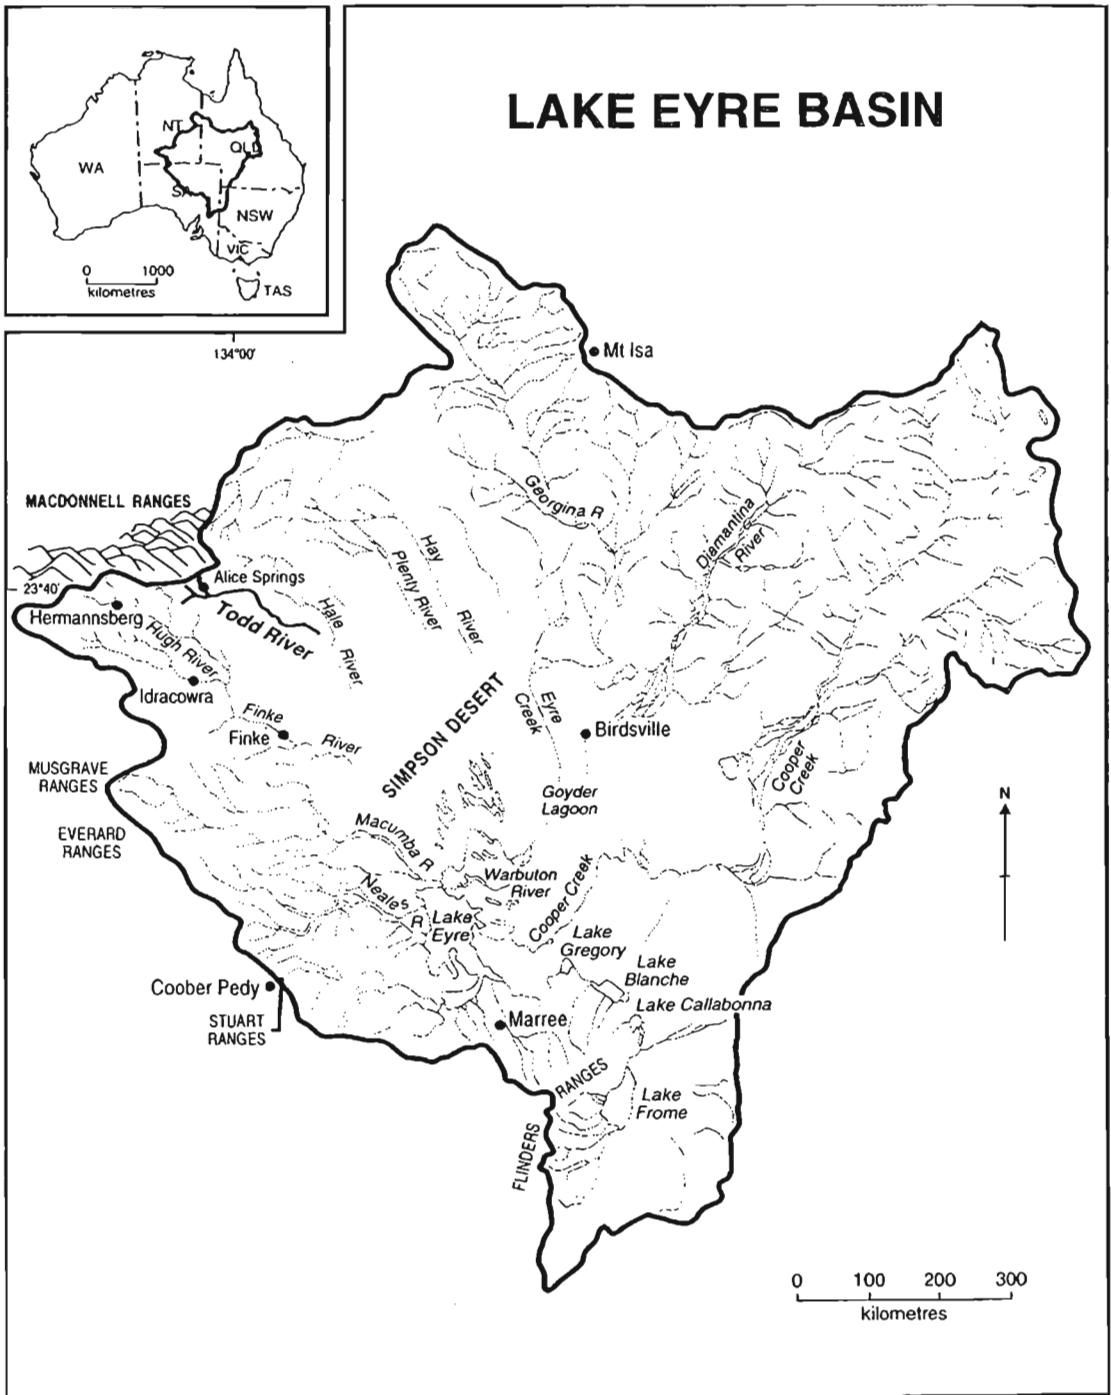 LAKE EYRE BASIN
NT
QLD
WA
SA
NSW
VIC
TAS
0 1000
kilometres
134°00'
Mt Isa
MACDONNELL RANGES
Georgina R
Diamantina
River
Hay
River
Plenty River
23°40'
Alice Springs
Hermannsberg
Todd River
Hale
River
Hugh River
Idracowra
Finke
River
Finke
SIMPSON DESERT
Eyre
Creek
Birdsville
Cooper
Creek
MUSGRAVE
RANGES
Goyder
Lagoon
N
EVERARD
RANGES
Macumba R
Warbuton
River
Cooper Creek
Neales
R
Lake
Eyre
Lake
Gregory
Lake
Blanche
Coober Pedy
Lake Callabonna
STUART
RANGES
Marree
FLINDERS
RANGES
Lake
Frome
0 100 200 300
kilometres